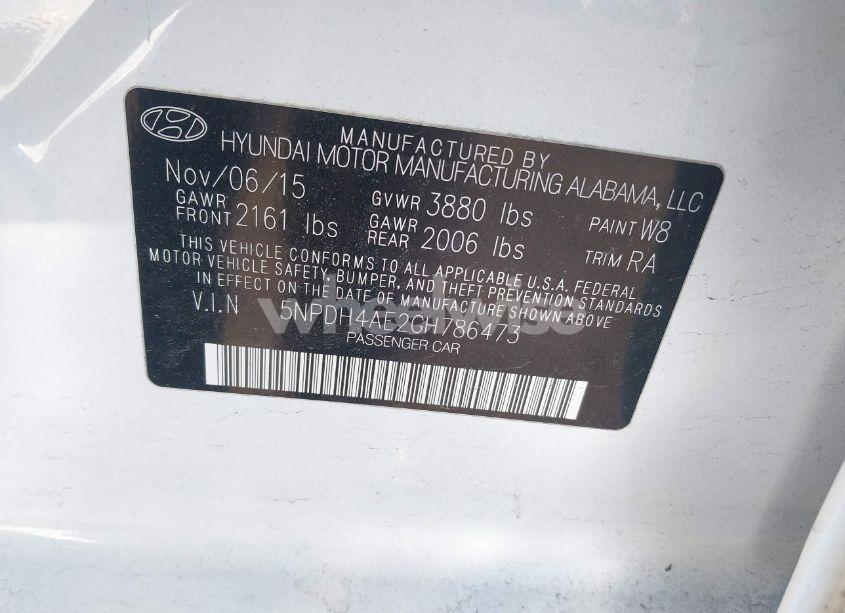 MANUFACTURED BY
HYUNDAI MOTOR MANUFACTURING ALABAMA, LLC
Nov/06/15 GVWR 3880 lbs PAINT W8
GAWR FRONT 2161 lbs GAWR REAR 2006 lbs TRIM RA
THIS VEHICLE CONFORMS TO ALL APPLICABLE U.S.A. FEDERAL
MOTOR VEHICLE SAFETY, BUMPER, AND THEFT PREVENTION STANDARDS
IN EFFECT ON THE DATE OF MANUFACTURE SHOWN ABOVE
V.I.N 5NPDH4AE2GH786473
PASSENGER CAR
wheelwise